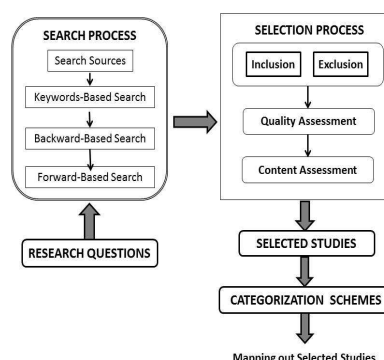 SEARCH PROCESS
Search Sources
Keywords-Based Search
Backward-Based Search
Forward-Based Search
RESEARCH QUESTIONS
SELECTION PROCESS
Inclusion
Exclusion
Quality Assessment
Content Assessment
SELECTED STUDIES
CATEGORIZATION SCHEMES
Mapping out Selected Studies